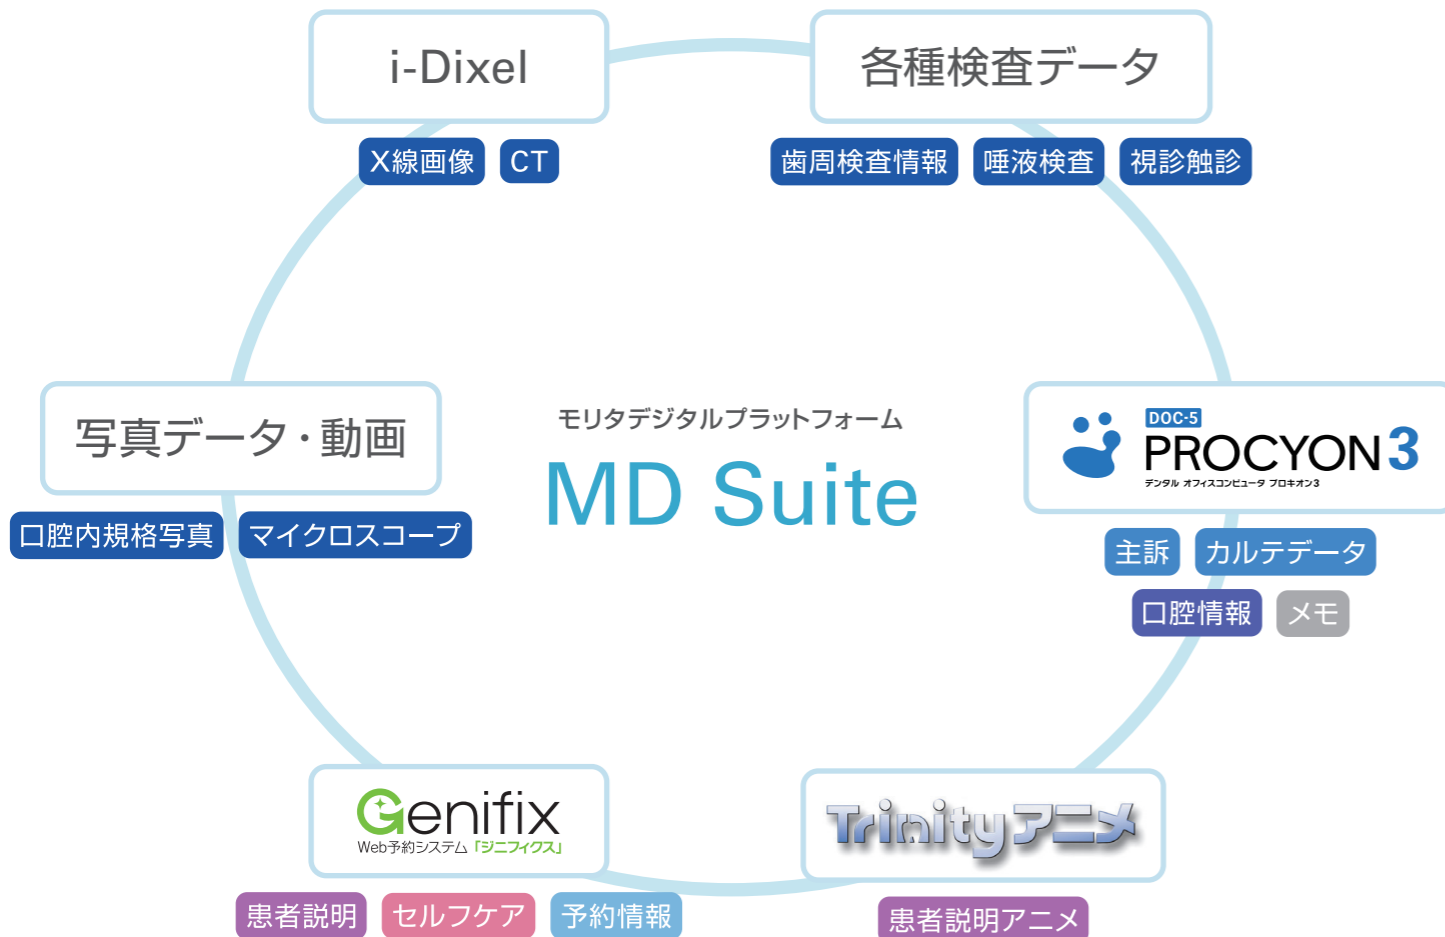 i-Dixel
X線画像 CT
各種検査データ
歯周検査情報 唾液検査 視診触診
写真データ・動画
口腔内規格写真 マイクロスコープ
モリタデジタルプラットフォーム
MD Suite
DOC-5
PROCYON 3
デンタル オフィスコンピュータ プロキオン3
主訴 カルテデータ
口腔情報 メモ
Genifix
Web予約システム 「ジニフィクス」
患者説明 セルフケア 予約情報
Trinityアニメ
患者説明アニメ